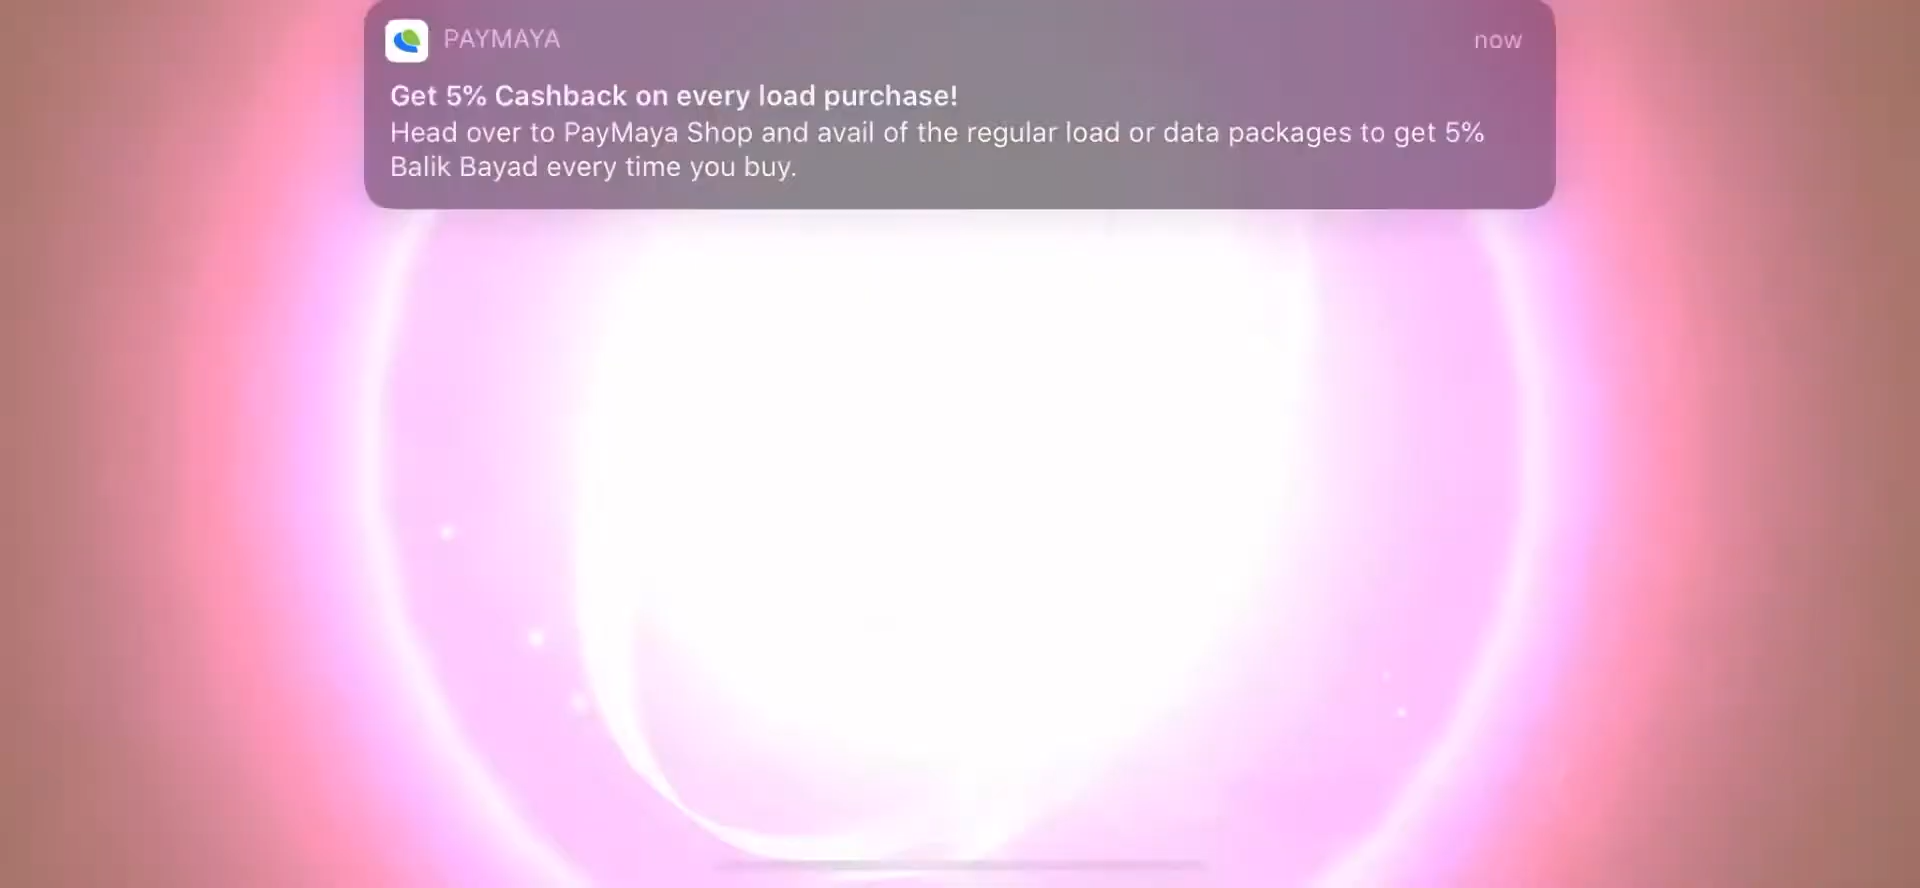 PAYMAYA
now
Get 5% Cashback on every load purchase!
Head over to PayMaya Shop and avail of the regular load or data packages to get 5%
Balik Bayad every time you buy.